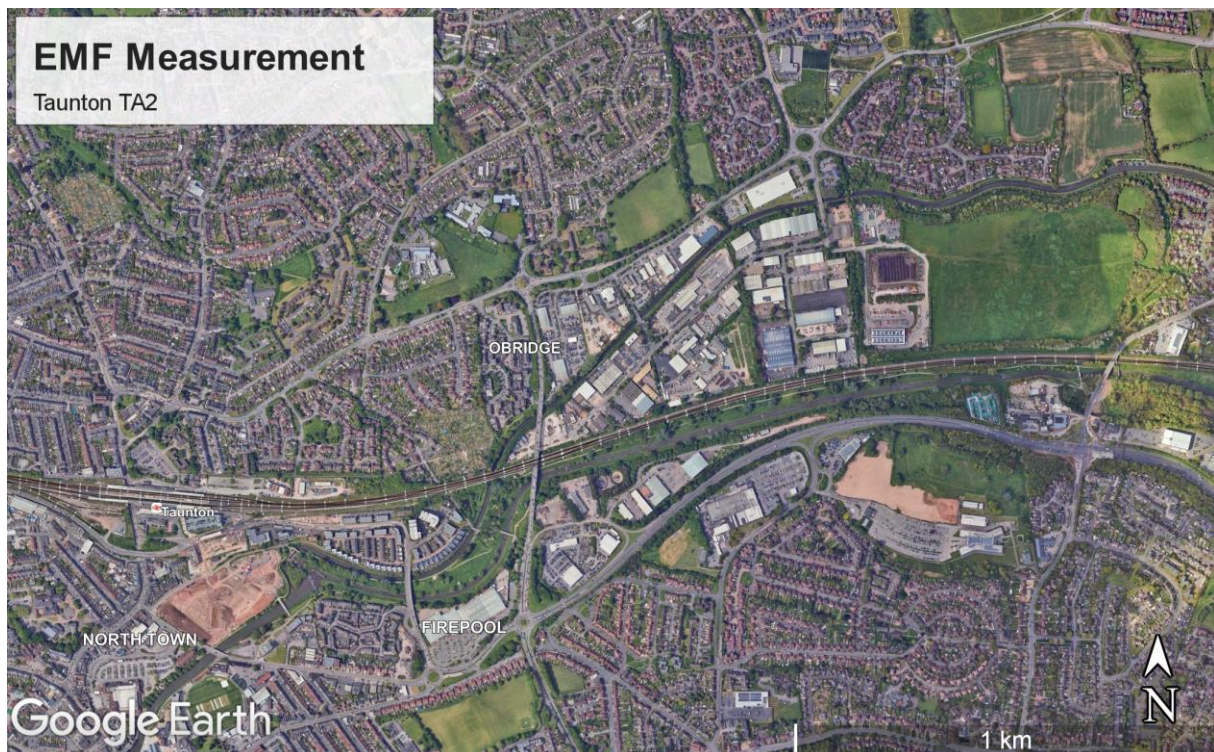 EMF Measurement
Taunton TA2
OBRIDGE
Taunton
NORTH TOWN
FIREPOOL
Google Earth
N
1 km